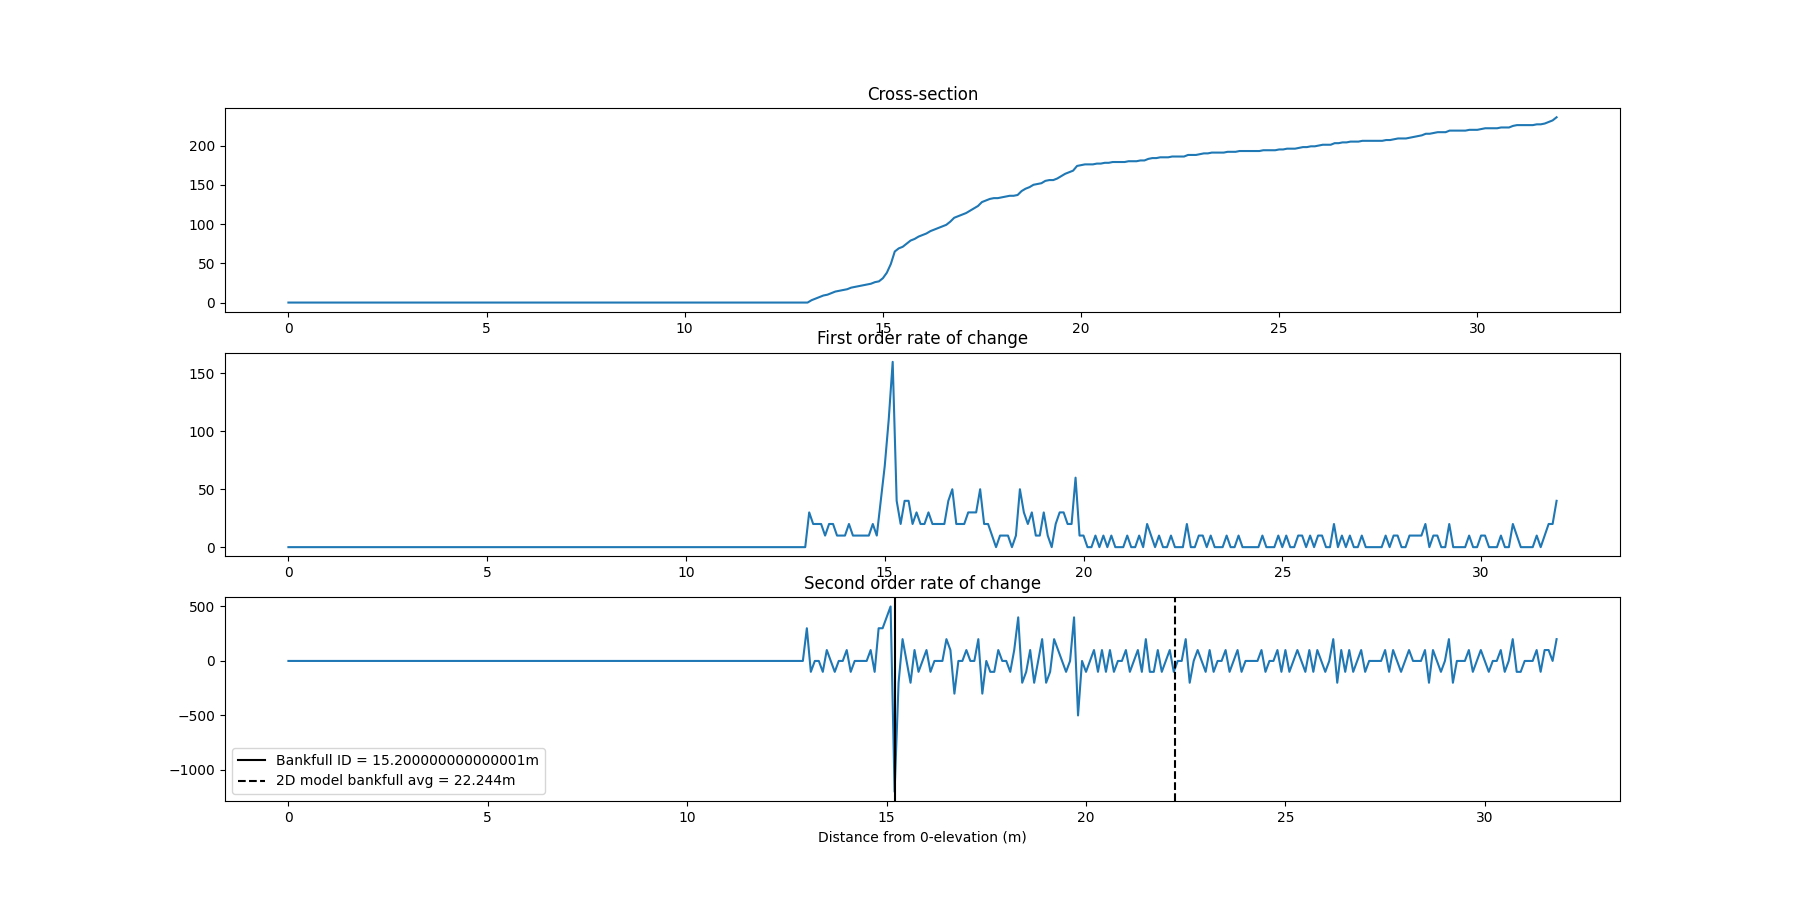 Cross-section
200
150
100
50
0
0 5 10 15 20 25 30
First order rate of change
150
100
50
0
0 5 10 15 20 25 30
Second order rate of change
500
0
−500
−1000
Bankfull ID = 15.200000000000001m
2D model bankfull avg = 22.244m
0 5 10 15 20 25 30
Distance from 0-elevation (m)